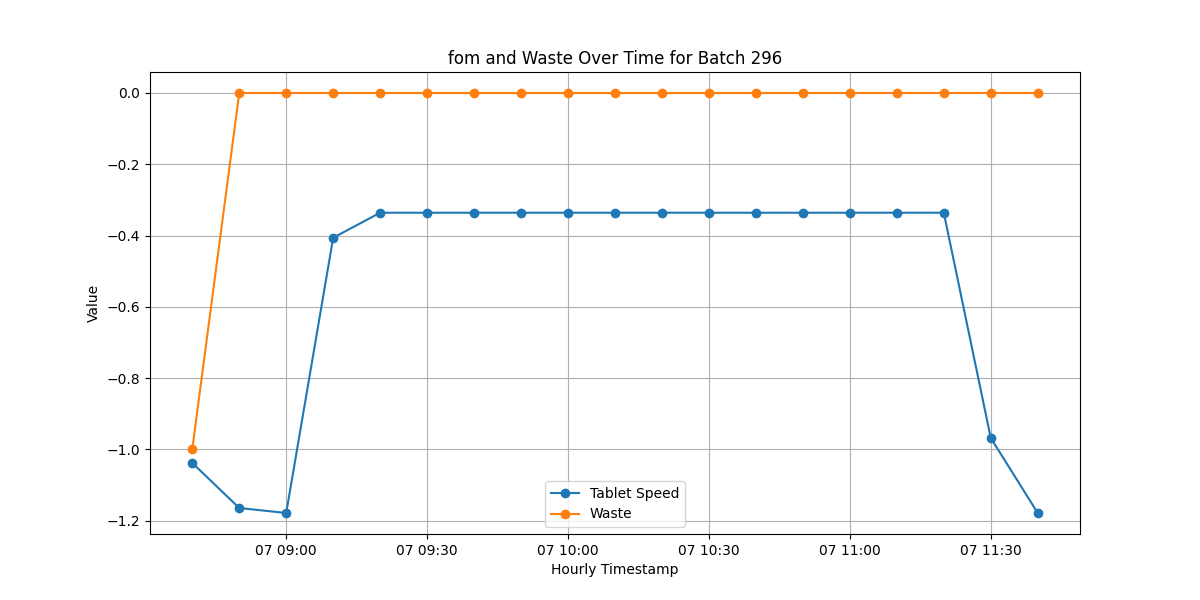 fom and Waste Over Time for Batch 296
0.0
−0.2
−0.4
−0.6
−0.8
−1.0
−1.2
Value
Tablet Speed
Waste
07 09:00
07 09:30
07 10:00
07 10:30
07 11:00
07 11:30
Hourly Timestamp